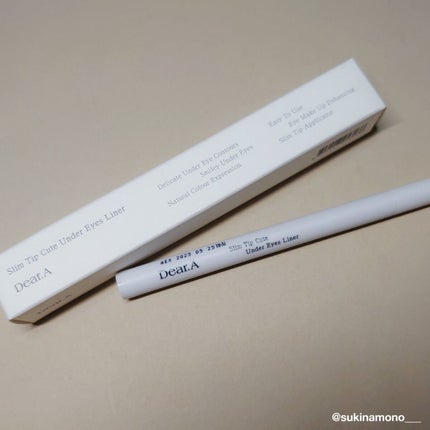 Easy To Use
Eye Make Up Enhancing
Slim Tip Applicator
Delicate Under Eye Contours
Smiley Under Eyes
Natural Colour Expression
Slim Tip Cute Under Eyes Liner
Dear.A
Slim Tip Cute
Under Eyes Liner
Dear.A
@sukinamono___